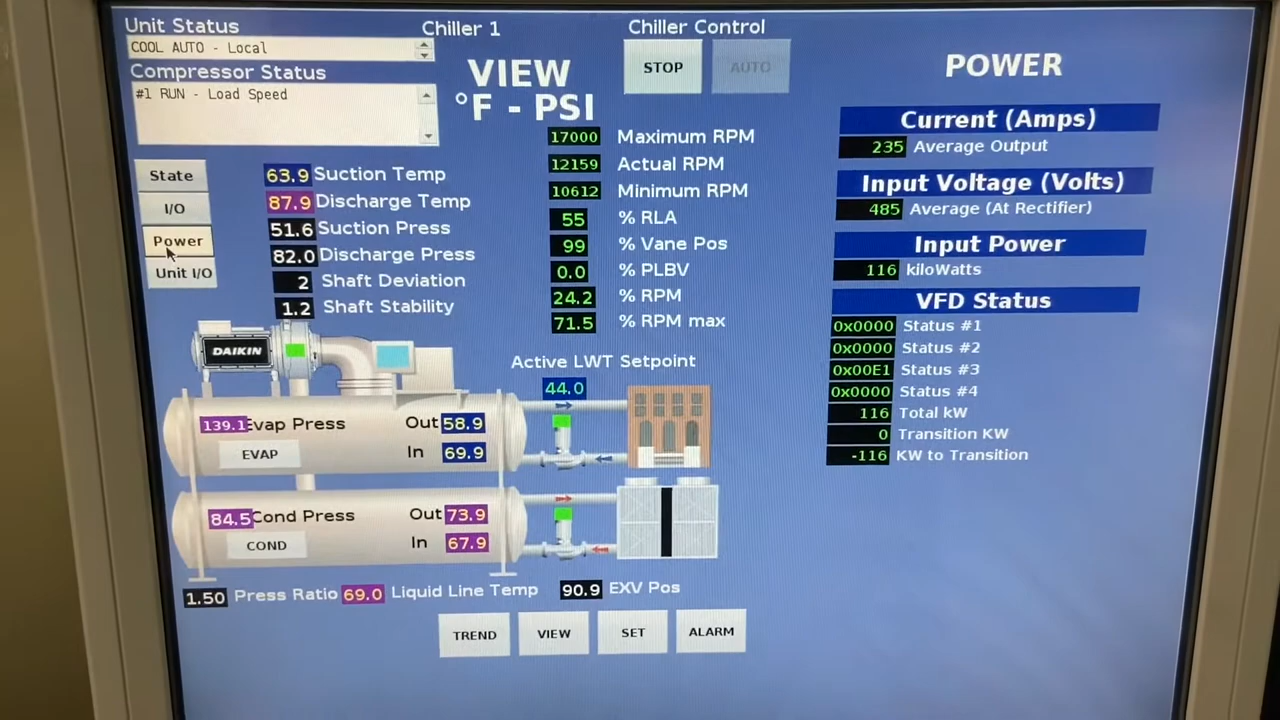 Unit Status
Chiller 1
Chiller Control
COOL AUTO - Local
STOP
AUTO
POWER
Compressor Status
#1 RUN - Load Speed
VIEW
°F - PSI
Current (Amps)
235 Average Output
17000 Maximum RPM
12159 Actual RPM
10612 Minimum RPM
55 % RLA
99 % Vane Pos
0.0 % PLBV
24.2 % RPM
71.5 % RPM max
Input Voltage (Volts)
485 Average (At Rectifier)
Input Power
116 kiloWatts
VFD Status
0x0000 Status #1
0x0000 Status #2
0x00E1 Status #3
0x0000 Status #4
116 Total kW
0 Transition KW
-116 KW to Transition
State
I/O
Power
Unit I/O
63.9 Suction Temp
87.9 Discharge Temp
51.6 Suction Press
82.0 Discharge Press
2 Shaft Deviation
1.2 Shaft Stability
DAIKIN
Active LWT Setpoint
44.0
139.1 Evap Press
Out 58.9
EVAP
In 69.9
84.5 Cond Press
Out 73.9
COND
In 67.9
1.50 Press Ratio 69.0 Liquid Line Temp 90.9 EXV Pos
TREND
VIEW
SET
ALARM